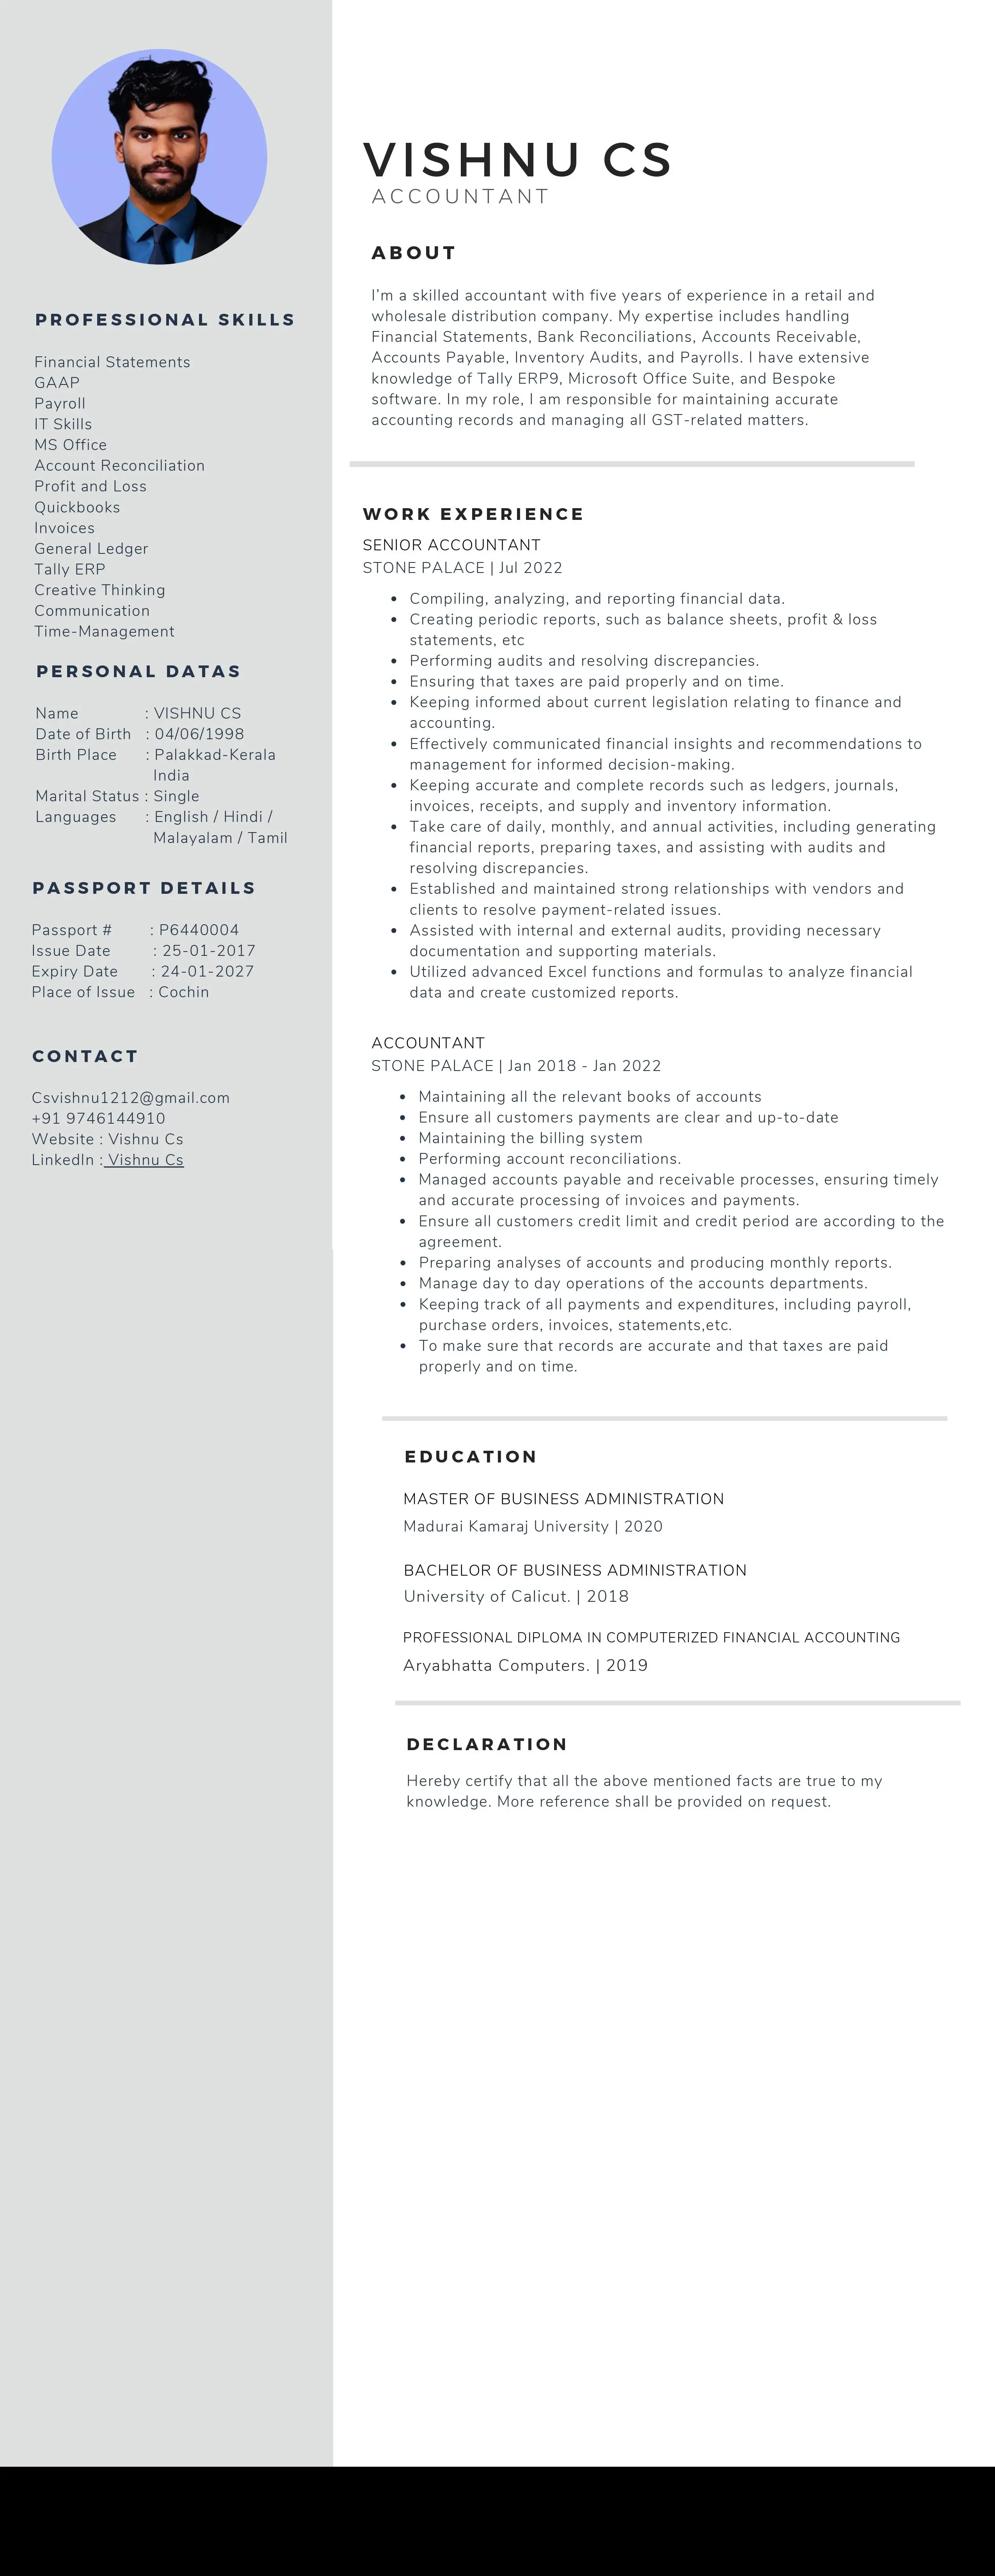 VISHNU CS
ACCOUNTANT
ABOUT
I'm a skilled accountant with five years of experience in a retail and
wholesale distribution company. My expertise includes handling
Financial Statements, Bank Reconciliations, Accounts Receivable,
Accounts Payable, Inventory Audits, and Payrolls. I have extensive
knowledge of Tally ERP9, Microsoft Office Suite, and Bespoke
software. In my role, I am responsible for maintaining accurate
accounting records and managing all GST-related matters.
PROFESSIONAL SKILLS
Financial Statements
GAAP
Payroll
IT Skills
MS Office
Account Reconciliation
Profit and Loss
Quickbooks
Invoices
General Ledger
Tally ERP
Creative Thinking
Communication
Time-Management
PERSONAL DATAS
Name : VISHNU CS
Date of Birth : 04/06/1998
Birth Place : Palakkad-Kerala
India
Marital Status : Single
Languages : English / Hindi /
Malayalam / Tamil
PASSPORT DETAILS
Passport # : P6440004
Issue Date : 25-01-2017
Expiry Date : 24-01-2027
Place of Issue : Cochin
CONTACT
Csvishnu1212@gmail.com
+91 9746144910
Website : Vishnu Cs
LinkedIn : Vishnu Cs
WORK EXPERIENCE
SENIOR ACCOUNTANT
STONE PALACE | Jul 2022
• Compiling, analyzing, and reporting financial data.
• Creating periodic reports, such as balance sheets, profit & loss
statements, etc
• Performing audits and resolving discrepancies.
• Ensuring that taxes are paid properly and on time.
• Keeping informed about current legislation relating to finance and
accounting.
• Effectively communicated financial insights and recommendations to
management for informed decision-making.
• Keeping accurate and complete records such as ledgers, journals,
invoices, receipts, and supply and inventory information.
• Take care of daily, monthly, and annual activities, including generating
financial reports, preparing taxes, and assisting with audits and
resolving discrepancies.
• Established and maintained strong relationships with vendors and
clients to resolve payment-related issues.
• Assisted with internal and external audits, providing necessary
documentation and supporting materials.
• Utilized advanced Excel functions and formulas to analyze financial
data and create customized reports.
ACCOUNTANT
STONE PALACE | Jan 2018 - Jan 2022
• Maintaining all the relevant books of accounts
• Ensure all customers payments are clear and up-to-date
• Maintaining the billing system
• Performing account reconciliations.
• Managed accounts payable and receivable processes, ensuring timely
and accurate processing of invoices and payments.
• Ensure all customers credit limit and credit period are according to the
agreement.
• Preparing analyses of accounts and producing monthly reports.
• Manage day to day operations of the accounts departments.
• Keeping track of all payments and expenditures, including payroll,
purchase orders, invoices, statements,etc.
• To make sure that records are accurate and that taxes are paid
properly and on time.
EDUCATION
MASTER OF BUSINESS ADMINISTRATION
Madurai Kamaraj University | 2020
BACHELOR OF BUSINESS ADMINISTRATION
University of Calicut. | 2018
PROFESSIONAL DIPLOMA IN COMPUTERIZED FINANCIAL ACCOUNTING
Aryabhatta Computers. | 2019
DECLARATION
Hereby certify that all the above mentioned facts are true to my
knowledge. More reference shall be provided on request.